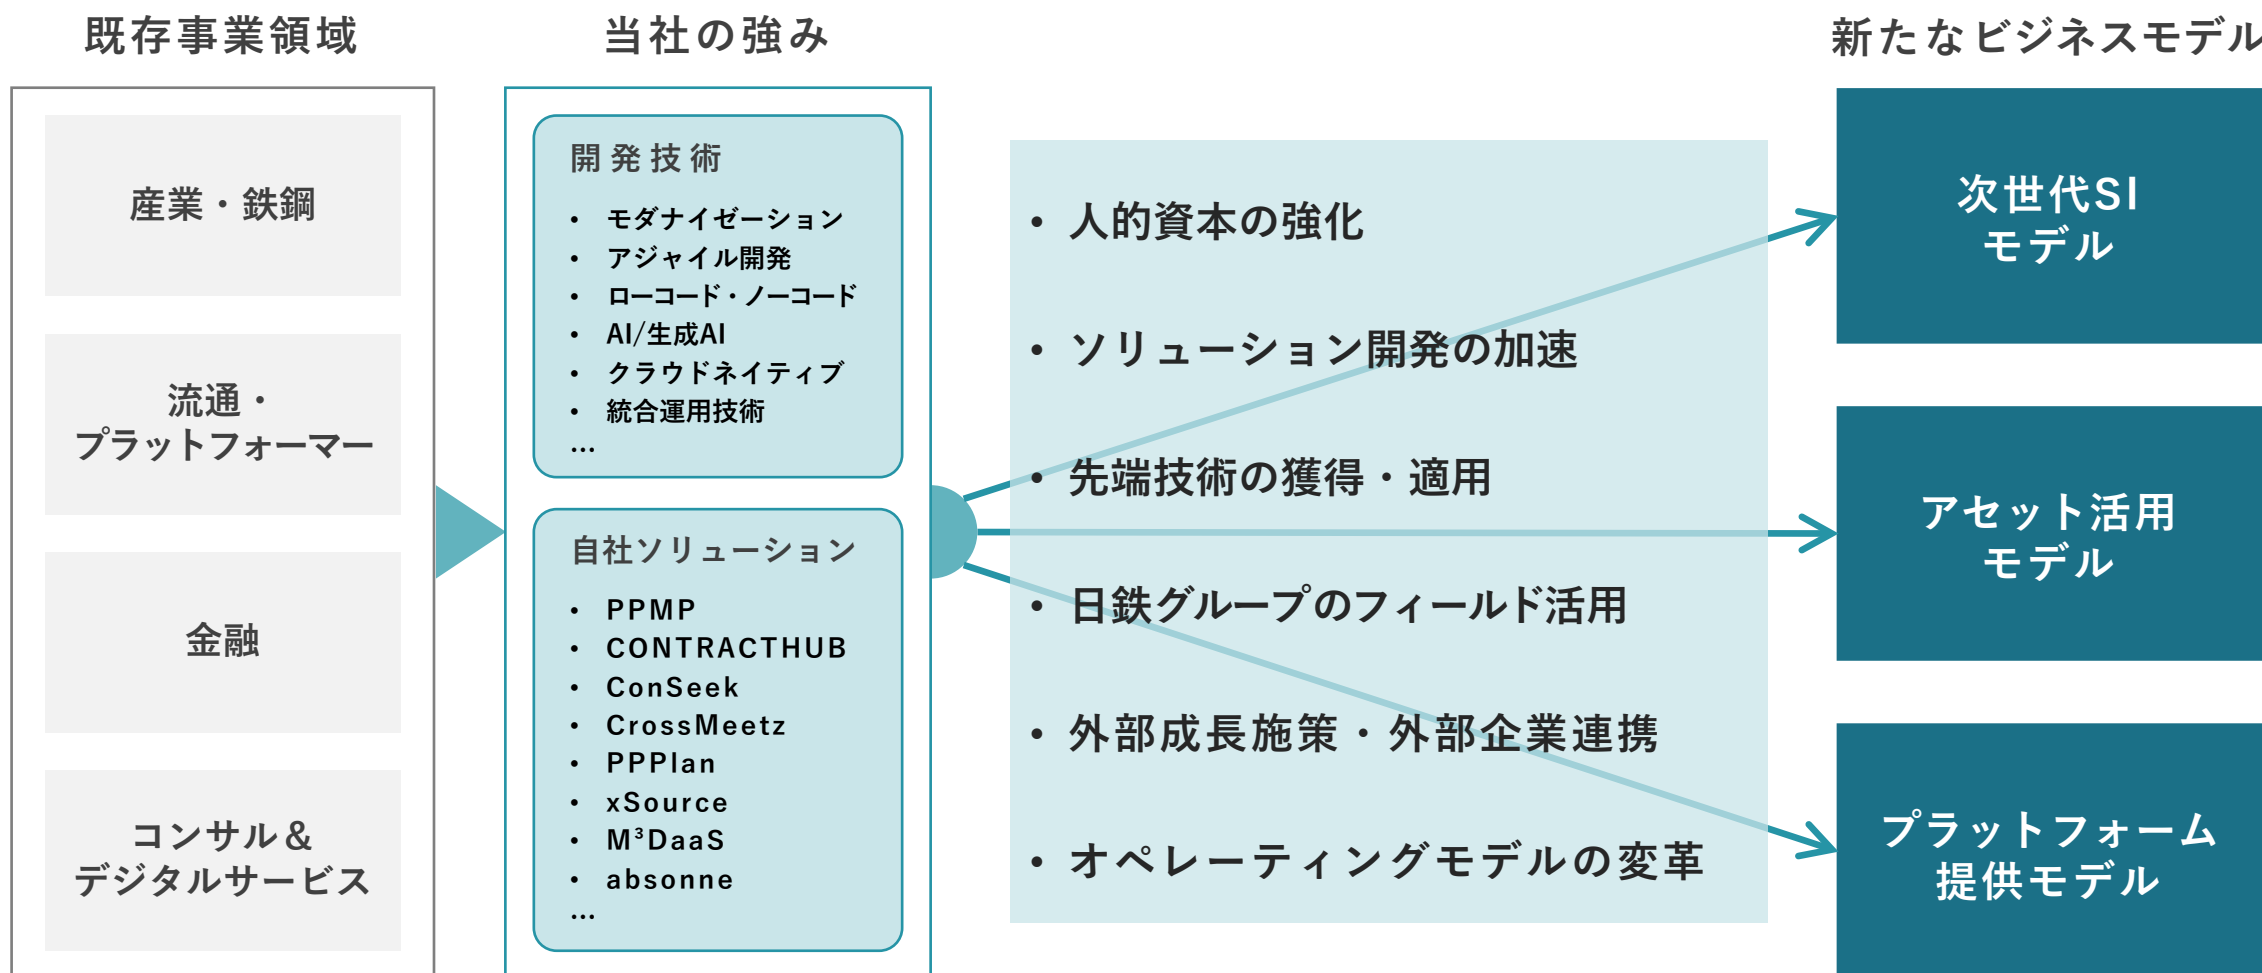 既存事業領域
産業・鉄鋼
流通・
プラットフォーマー
金融
コンサル＆
デジタルサービス
当社の強み
開発技術
• モダナイゼーション
• アジャイル開発
• ローコード・ノーコード
• AI/生成AI
• クラウドネイティブ
• 統合運用技術
…
自社ソリューション
• PPMP
• CONTRACTHUB
• ConSeek
• CrossMeetz
• PPPlan
• xSource
• M³DaaS
• absonne
…
• 人的資本の強化
• ソリューション開発の加速
• 先端技術の獲得・適用
• 日鉄グループのフィールド活用
• 外部成長施策・外部企業連携
• オペレーティングモデルの変革
新たなビジネスモデル
次世代SI
モデル
アセット活用
モデル
プラットフォーム
提供モデル